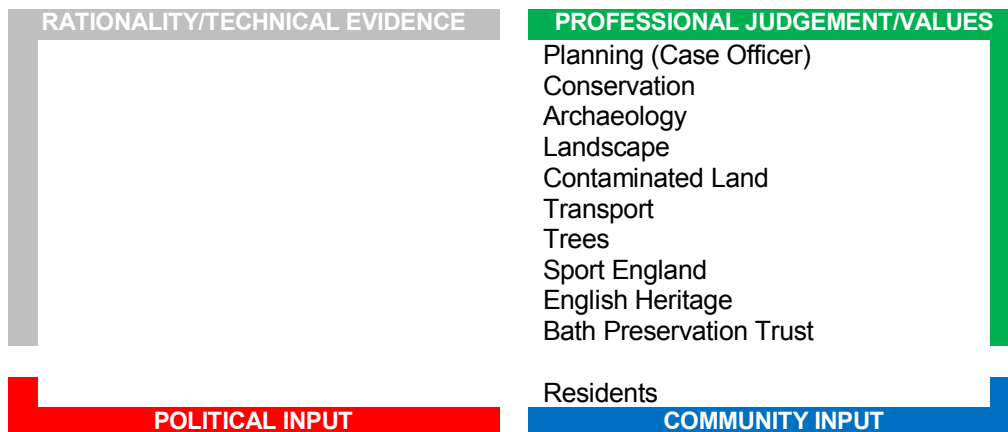 RATIONALITY/TECHNICAL EVIDENCE
PROFESSIONAL JUDGEMENT/VALUES
Planning (Case Officer)
Conservation
Archaeology
Landscape
Contaminated Land
Transport
Trees
Sport England
English Heritage
Bath Preservation Trust
Residents
POLITICAL INPUT
COMMUNITY INPUT